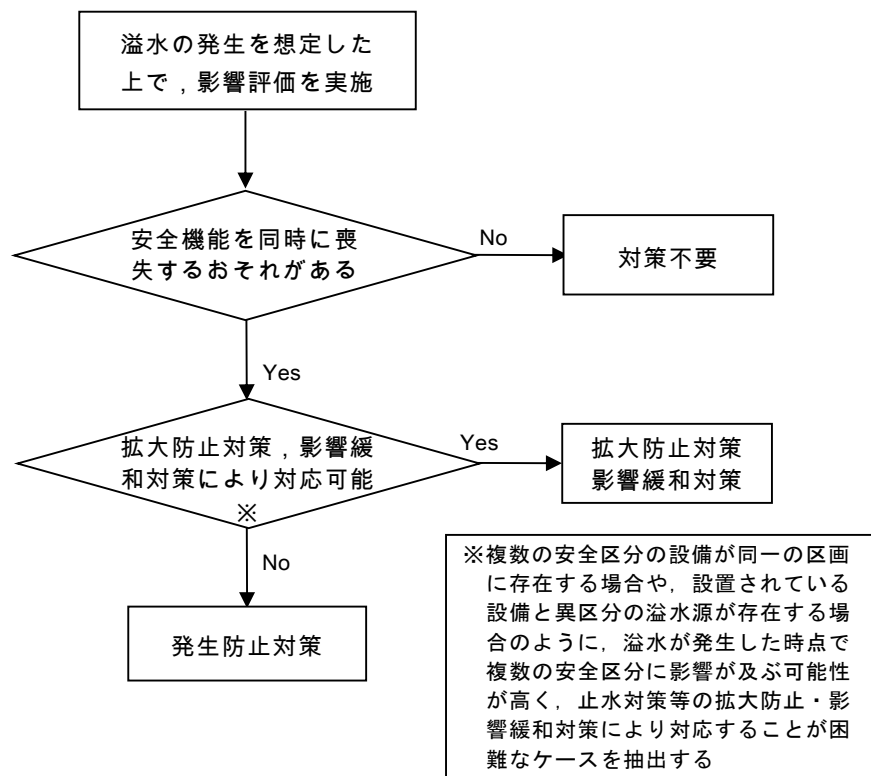 溢水の発生を想定した
上で，影響評価を実施
安全機能を同時に喪
失するおそれがある
No
対策不要
Yes
拡大防止対策，影響緩
和対策により対応可能
※
Yes
拡大防止対策
影響緩和対策
No
発生防止対策
※複数の安全区分の設備が同一の区画
に存在する場合や，設置されている
設備と異区分の溢水源が存在する場
合のように，溢水が発生した時点で
複数の安全区分に影響が及ぶ可能性
が高く，止水対策等の拡大防止・影
響緩和対策により対応することが困
難なケースを抽出する